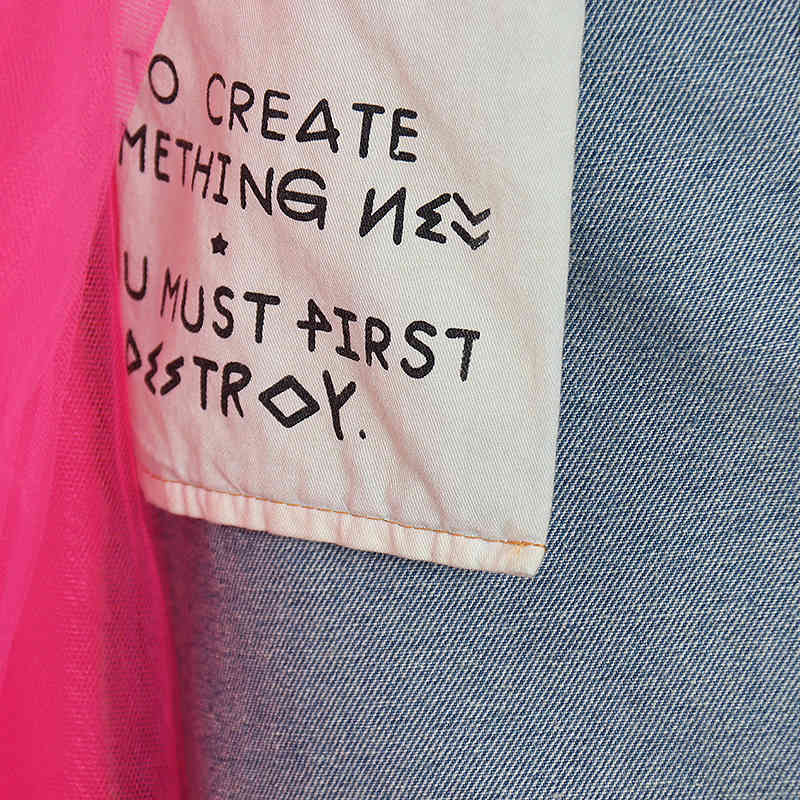 TO CREATE
METHING NEW
★
U MUST FIRST
DESTROY.